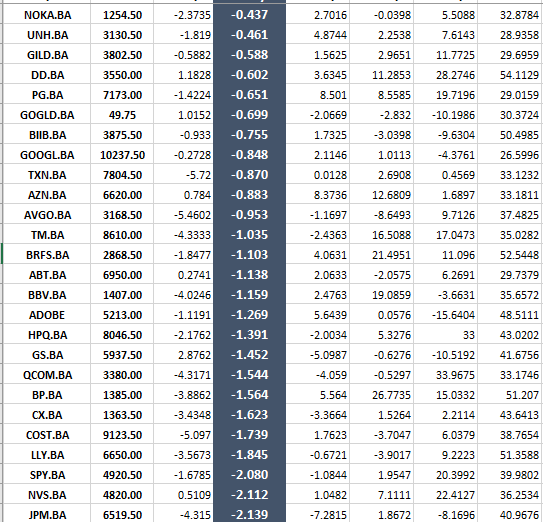 NOKA.BA 1254.50 -2.3735 -0.437 2.7016 -0.0398 5.5088 32.8784
UNH.BA 3130.50 -1.819 -0.461 4.8744 2.2538 7.6143 28.9358
GILD.BA 3802.50 -0.5882 -0.588 1.5625 2.9651 11.7725 29.6959
DD.BA 3550.00 1.1828 -0.602 3.6345 11.2853 28.2746 54.1129
PG.BA 7173.00 -1.4224 -0.651 8.501 8.5585 19.7196 29.0159
GOGLD.BA 49.75 1.0152 -0.699 -2.0669 -2.832 -10.1986 30.3724
BIIB.BA 3875.50 -0.933 -0.755 1.7325 -3.0398 -9.6304 50.4985
GOOGL.BA 10237.50 -0.2728 -0.848 2.1146 1.0113 -4.3761 26.5996
TXN.BA 7804.50 -5.72 -0.870 0.0128 2.6908 0.4569 33.1232
AZN.BA 6620.00 0.784 -0.883 8.3736 12.6809 1.6897 33.1811
AVGO.BA 3168.50 -5.4602 -0.953 -1.1697 -8.6493 9.7126 37.4825
TM.BA 8610.00 -4.3333 -1.035 -2.4363 16.5088 17.0473 35.0282
BRFS.BA 2868.50 -1.8477 -1.103 4.0631 21.4951 11.096 52.5448
ABT.BA 6950.00 0.2741 -1.138 2.0633 -2.0575 6.2691 29.7379
BBV.BA 1407.00 -4.0246 -1.159 2.4763 19.0859 -3.6631 35.6572
ADOBE 5213.00 -1.1191 -1.269 5.6439 0.0576 -15.6404 48.5111
HPQ.BA 8046.50 -2.1762 -1.391 -2.0034 5.3276 33 43.0202
GS.BA 5937.50 2.8762 -1.452 -5.0987 -0.6276 -10.5192 41.6756
QCOM.BA 3380.00 -4.3171 -1.544 -4.059 -0.5297 33.9655 33.1746
BP.BA 1385.00 -3.8862 -1.564 5.564 26.7735 15.0332 51.207
CX.BA 1363.50 -3.4348 -1.623 -3.3664 1.5264 2.2114 43.6413
COST.BA 9123.50 -5.097 -1.739 1.7623 -3.7047 6.0379 38.7654
LLY.BA 6650.00 -3.5673 -1.845 -0.6721 -3.9017 9.2223 51.3588
SPY.BA 4920.50 -1.6785 -2.080 -1.0844 1.9547 20.3992 39.9802
NVS.BA 4820.00 0.5109 -2.112 1.0482 7.1111 22.4127 36.2534
JPM.BA 6519.50 -4.315 -2.139 -7.2815 1.8672 -8.1696 40.9676